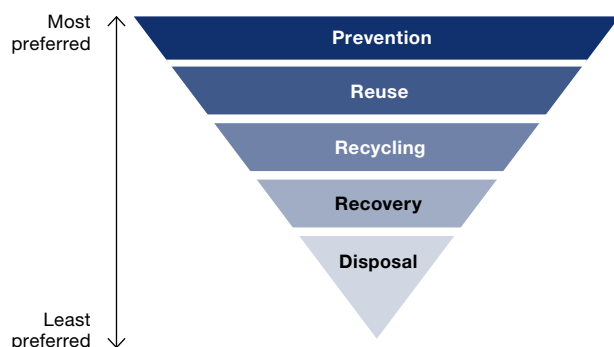 Most
preferred
Prevention
Reuse
Recycling
Recovery
Disposal
Least
preferred